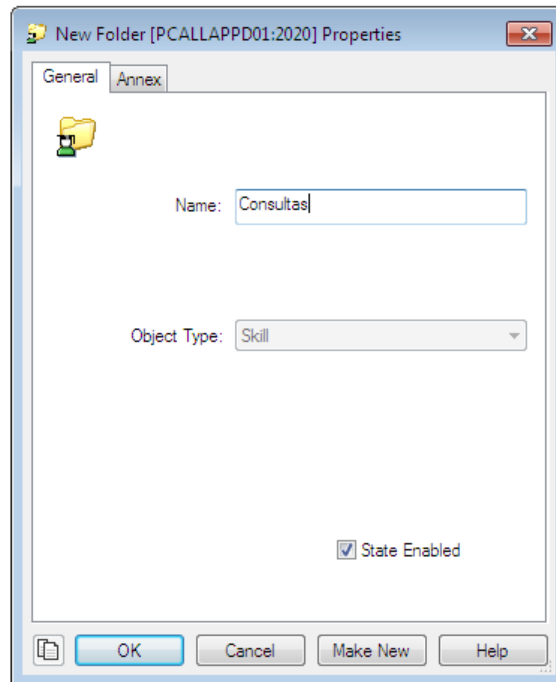 New Folder [PCALLAPPD01:2020] Properties
General Annex
Name: Consultas
Object Type: Skill
State Enabled
OK Cancel Make New Help